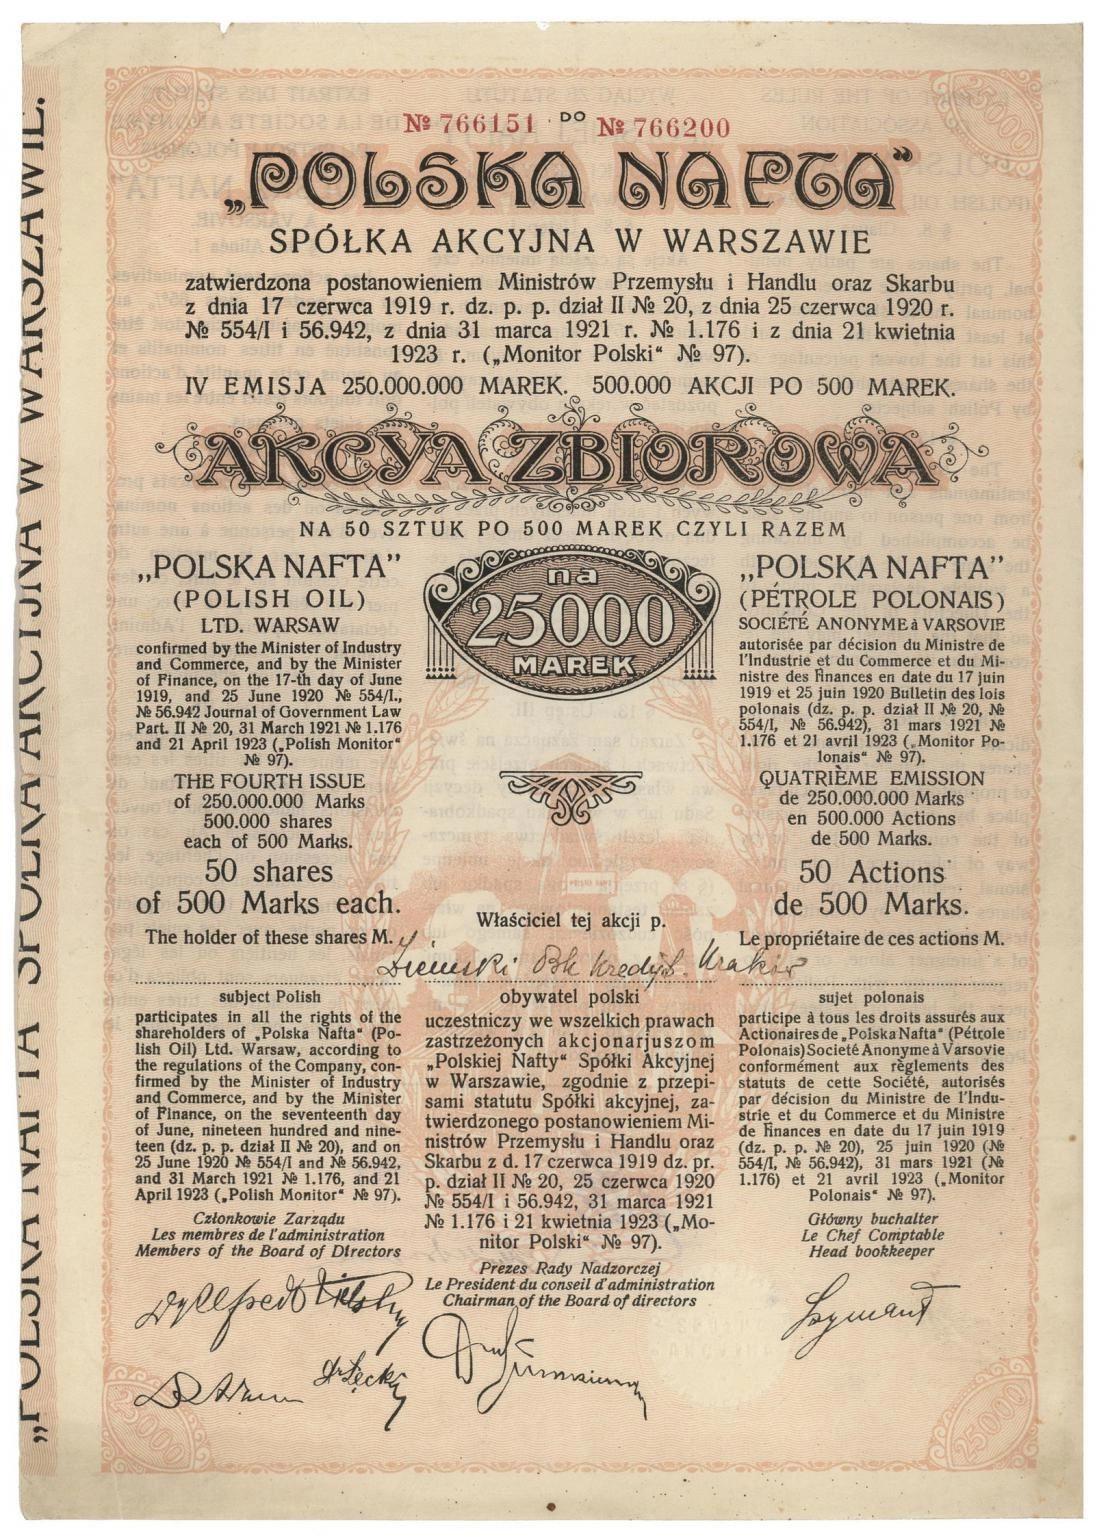 № 766151 DO № 766200
„POLSKA NAFTA“
SPÓŁKA AKCYJNA W WARSZAWIE
zatwierdzona postanowieniem Ministrów Przemysłu i Handlu oraz Skarbu
z dnia 17 czerwca 1919 r. dz. p. p. dział II № 20, z dnia 25 czerwca 1920 r.
№ 554/I i 56.942, z dnia 31 marca 1921 r. № 1.176 i z dnia 21 kwietnia
1923 r. („Monitor Polski“ № 97).
IV EMISJA 250.000.000 MAREK. 500.000 AKCJI PO 500 MAREK.
AKCYA ZBIOROWA
NA 50 SZTUK PO 500 MAREK CZYLI RAZEM
na
25000
MAREK
„POLSKA NAFTA”
(POLISH OIL)
LTD. WARSAW
confirmed by the Minister of Industry
and Commerce, and by the Minister
of Finance, on the 17-th day of June
1919, and 25 June 1920 № 554/I.,
№ 56.942 Journal of Government Law
Part. II № 20, 31 March 1921 № 1.176
and 21 April 1923 („Polish Monitor“
№ 97).
THE FOURTH ISSUE
of 250.000.000 Marks
500.000 shares
each of 500 Marks.
50 shares
of 500 Marks each.
The holder of these shares M.
subject Polish
participates in all the rights of the
shareholders of „Polska Nafta“ (Po-
lish Oil) Ltd. Warsaw, according to
the regulations of the Company, con-
firmed by the Minister of Industry
and Commerce, and by the Minister
of Finance, on the seventeenth day
of June, nineteen hundred and nine-
teen (dz. p. p. dział II № 20), and on
25 June 1920 № 554/I and № 56.942,
and 31 March 1921 № 1.176, and 21
April 1923 („Polish Monitor“ № 97).
Członkowie Zarządu
Les membres de l'administration
Members of the Board of Directors
Właściciel tej akcji p.
Ziemski Bk Kredyt. Kraków
obywatel polski
uczestniczy we wszelkich prawach
zastrzeżonych akcjonarjuszom
„Polskiej Nafty“ Spółki Akcyjnej
w Warszawie, zgodnie z przepi-
sami statutu Spółki akcyjnej, za-
twierdzonego postanowieniem Mi-
nistrów Przemysłu i Handlu oraz
Skarbu z d. 17 czerwca 1919 dz. pr.
p. dział II № 20, 25 czerwca 1920
№ 554/I i 56.942, 31 marca 1921
№ 1.176 i 21 kwietnia 1923 („Mo-
nitor Polski“ № 97).
Prezes Rady Nadzorczej
Le President du conseil d'administration
Chairman of the Board of directors
„POLSKA NAFTA”
(PÉTROLE POLONAIS)
SOCIÉTÉ ANONYME à VARSOVIE
autorisée par décision du Ministre de
l'Industrie et du Commerce et du Mi-
nistre des Finances en date du 17 juin
1919 et 25 juin 1920 Bulletin des lois
polonais (dz. p. p. dział II № 20, №
554/I, № 56.942), 31 mars 1921 №
1.176 et 21 avril 1923 („Monitor Po-
lonais“ № 97).
QUATRIÈME EMISSION
de 250.000.000 Marks
en 500.000 Actions
de 500 Marks.
50 Actions
de 500 Marks.
Le propriétaire de ces actions M.
sujet polonais
participe à tous les droits assurés aux
Actionaires de „Polska Nafta“ (Pétrole
Polonais) Societé Anonyme à Varsovie
conformément aux règlements des
statuts de cette Société, autorisés
par décision du Ministre de l'Indu-
strie et du Commerce et du Ministre
de Finances en date du 17 juin 1919
(dz. p. p. № 20), 25 juin 1920 (№
554/I, № 56.942), 31 mars 1921 (№
1.176) et 21 avril 1923 („Monitor
Polonais“ № 97).
Główny buchalter
Le Chef Comptable
Head bookkeeper
25000
25000
„POLSKA NAFTA SPÓŁKA AKCYJNA W WARSZAWIE.